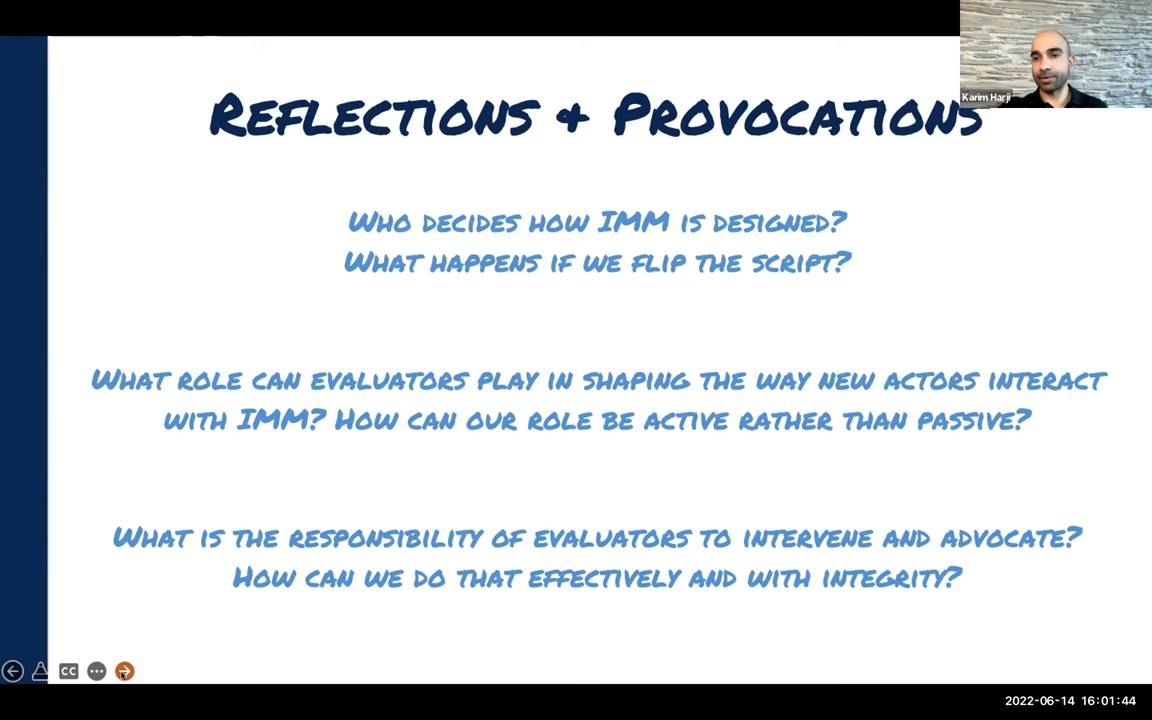 Karim Harji
Reflections & Provocations
Who decides how IMM is designed?
What happens if we flip the script?
What role can evaluators play in shaping the way new actors interact
with IMM? How can our role be active rather than passive?
What is the responsibility of evaluators to intervene and advocate?
How can we do that effectively and with integrity?
CC
2022-06-14 16:01:44